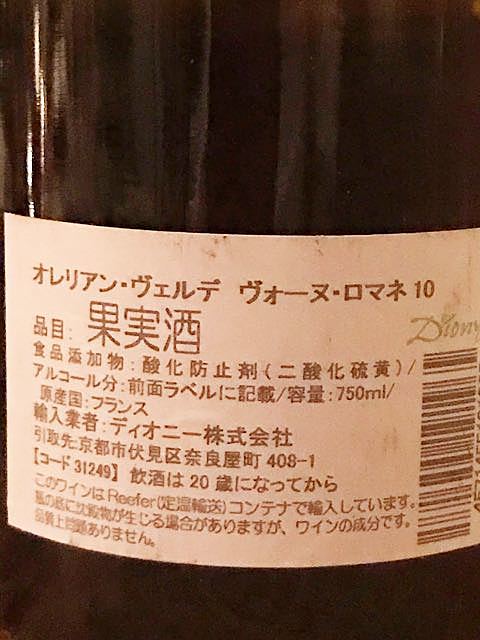 オレリアン・ヴェルデ ヴォーヌ・ロマネ 10
品目: 果実酒
Diony
食品添加物:酸化防止剤(二酸化硫黄)/
アルコール分:前面ラベルに記載/容量:750ml/
原産国:フランス
輸入業者:ディオニー株式会社
引取先:京都市伏見区奈良屋町 408-1
【コード 31249】 飲酒は 20 歳になってから
このワインは Reefer(定温輸送)コンテナで輸入しています。
瓶の底に沈殿物が生じる場合がありますが、ワインの成分です。
品質上問題ありません。